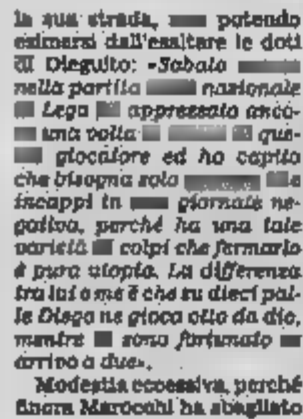 la sua strada, potendo
esimersi dall'esaltare le doti
di Dieguito: «Sabato
nella partita nazionale
Lega apprezzato anco-
una volta que-
giocatore ed ho capito
che bisogna solo
incappi in giornata ne-
gativa, perché ha una tale
varietà colpi che fermarlo
è pura utopia. La differenza
tra lui e me è che su dieci pal-
le Diego ne gioca otto da dio,
mentre sono fortunato
arrivo a due».
Modestia eccessiva, perché
finora Marocchi ha sbagliato